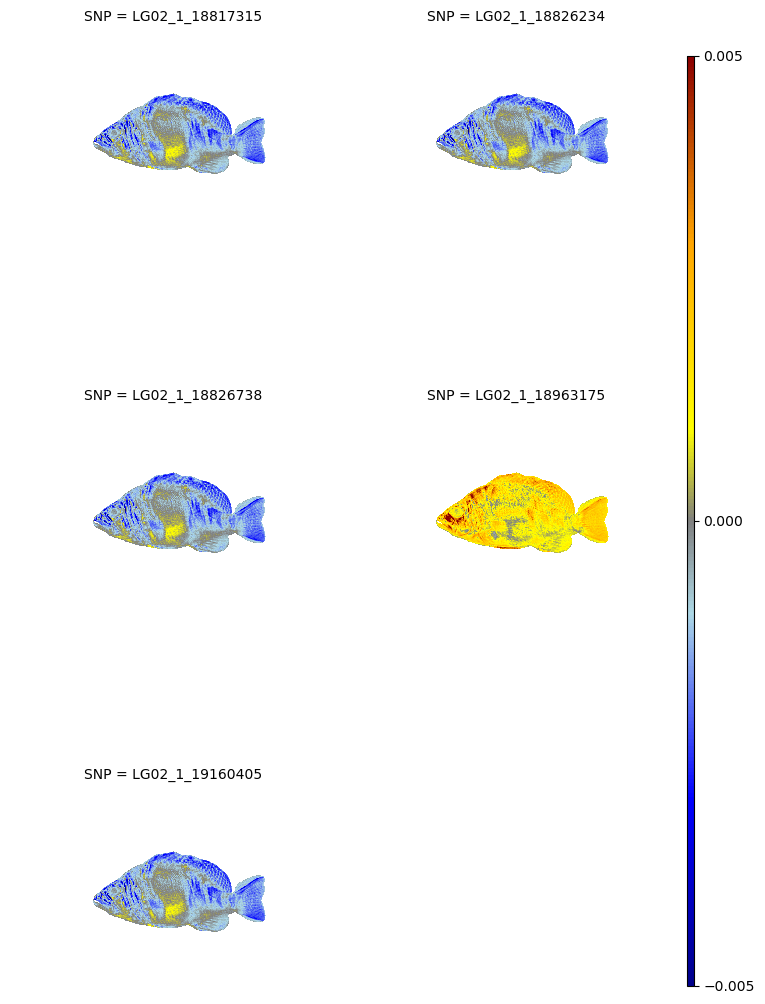 SNP = LG02_1_18817315
SNP = LG02_1_18826234
0.005
SNP = LG02_1_18826738
SNP = LG02_1_18963175
0.000
SNP = LG02_1_19160405
−0.005